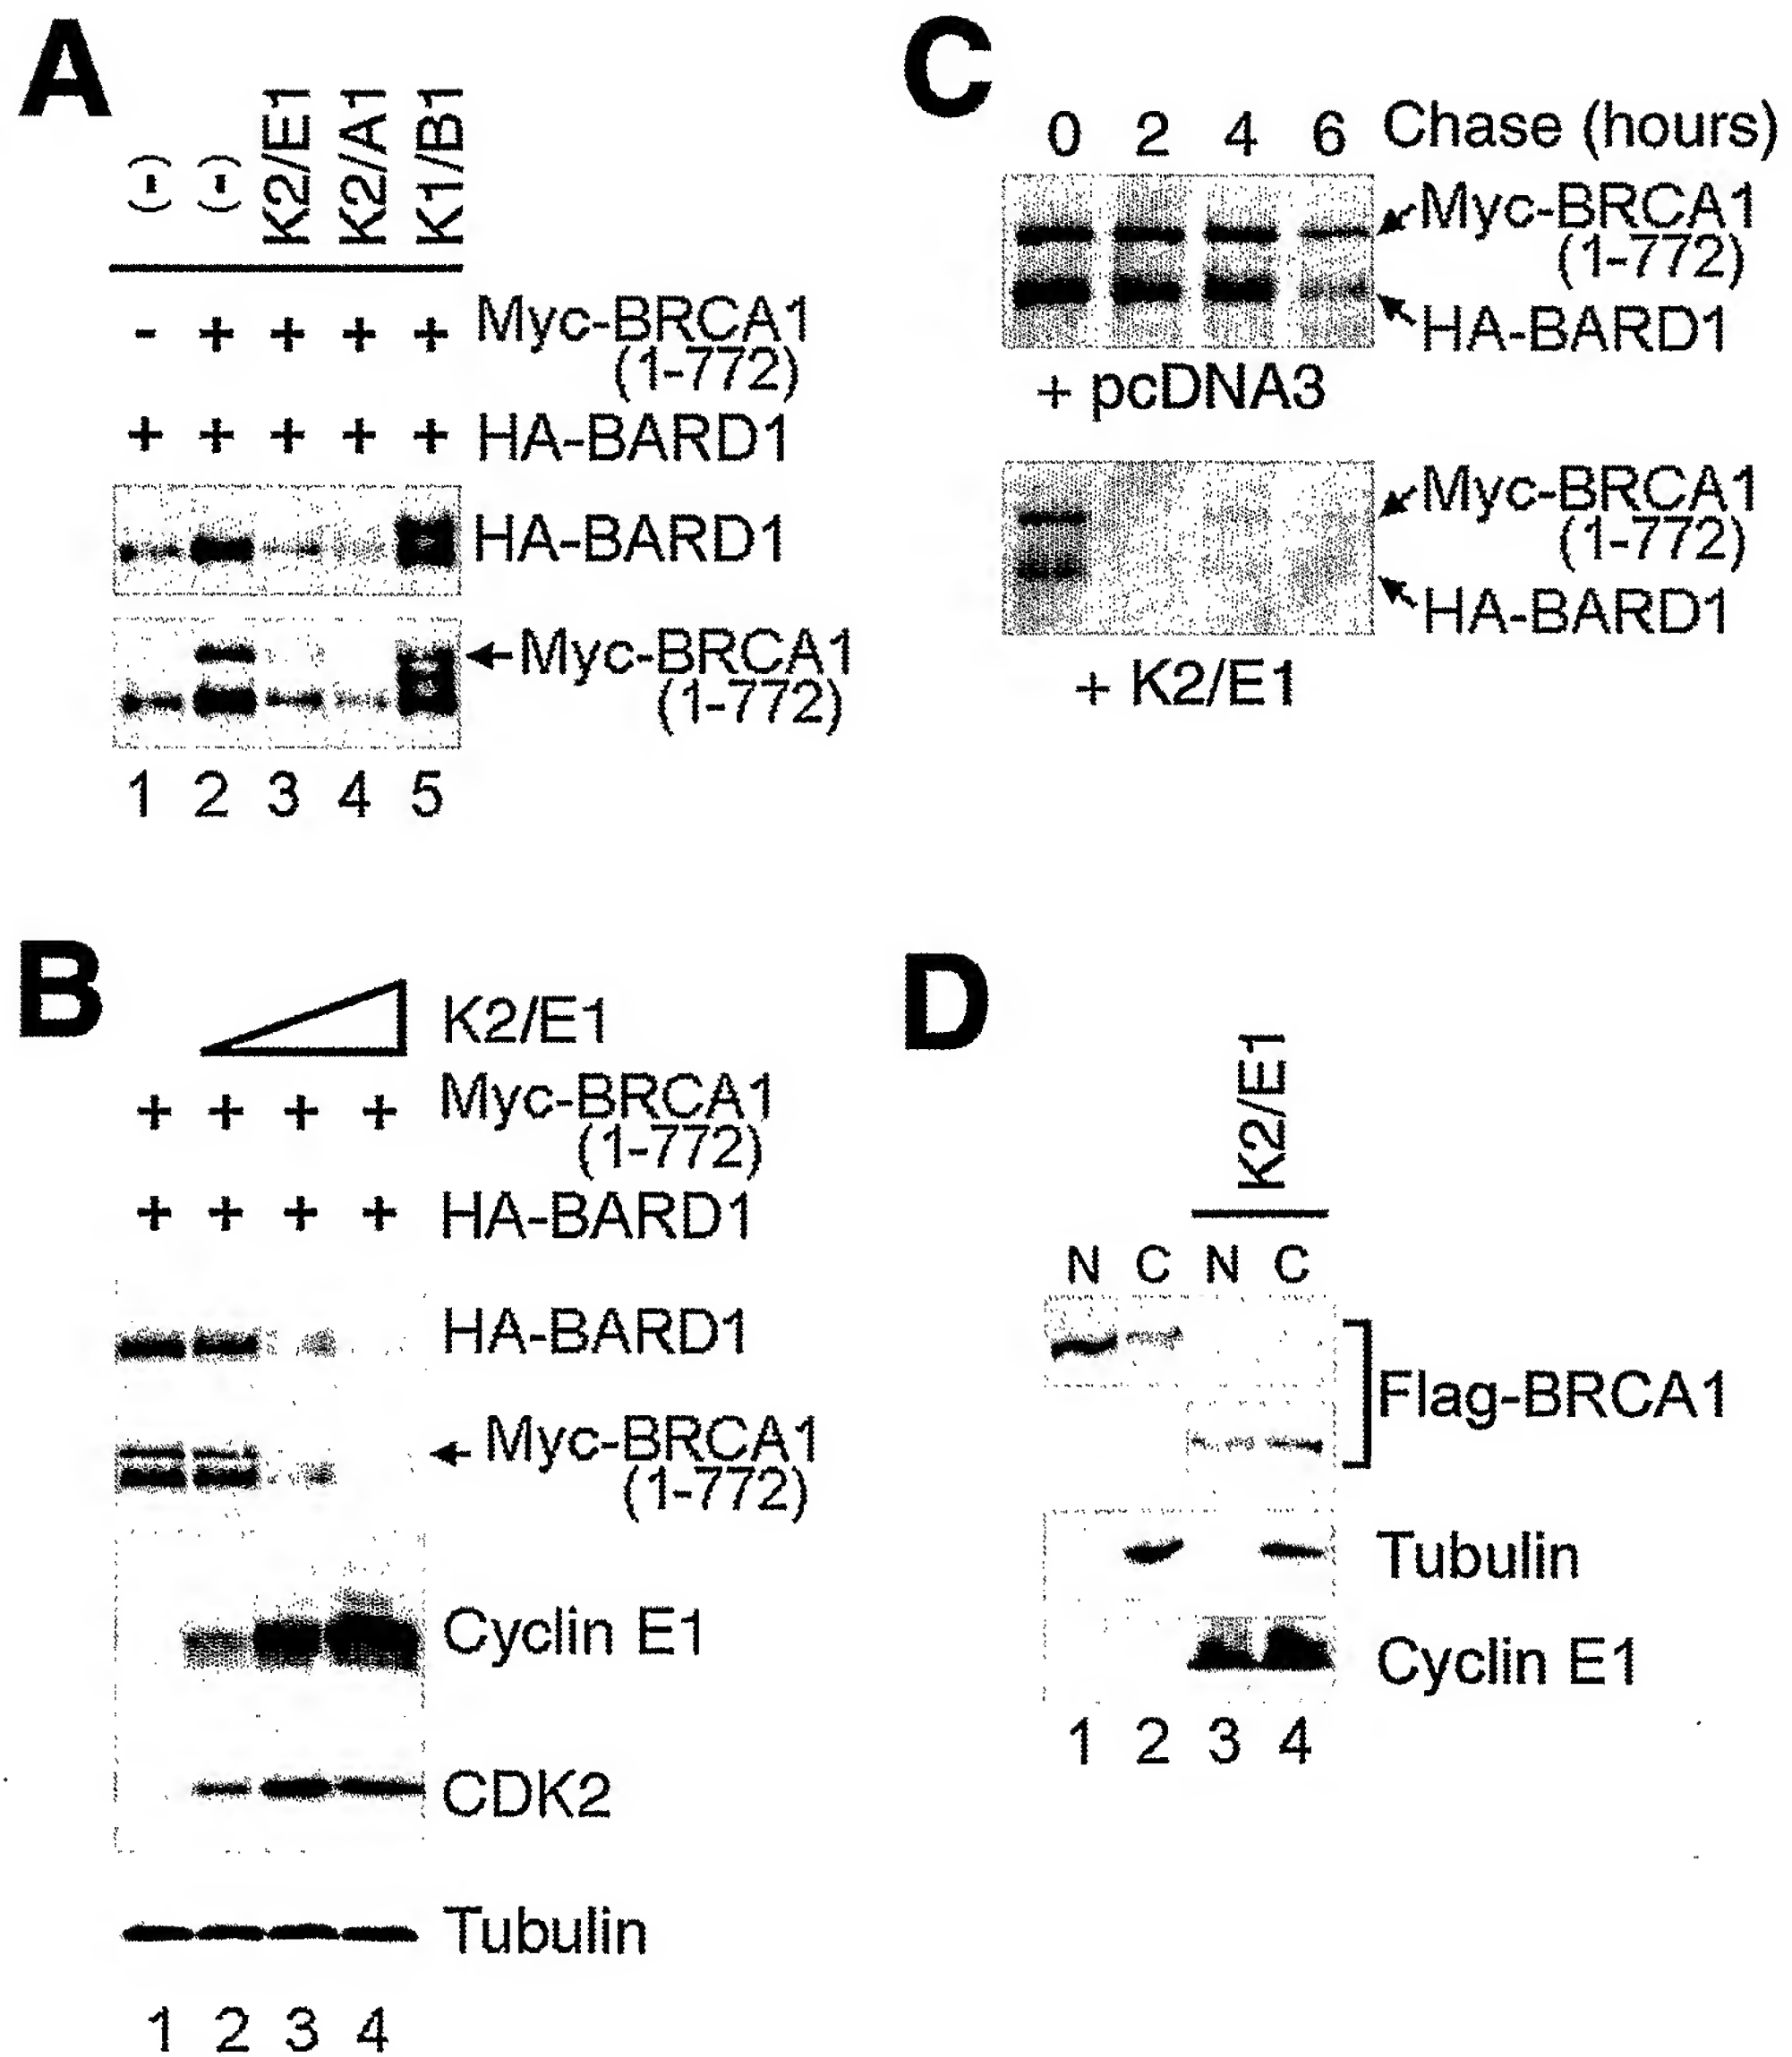 A
(-) (-) K2/E1 K2/A1 K1/B1
- + + + + Myc-BRCA1
(1-772)
+ + + + + HA-BARD1
HA-BARD1
Myc-BRCA1
(1-772)
1 2 3 4 5
B
K2/E1
+ + + + Myc-BRCA1
(1-772)
+ + + + HA-BARD1
HA-BARD1
Myc-BRCA1
(1-772)
Cyclin E1
CDK2
Tubulin
1 2 3 4
C
0 2 4 6 Chase (hours)
Myc-BRCA1
(1-772)
HA-BARD1
+ pcDNA3
Myc-BRCA1
(1-772)
HA-BARD1
+ K2/E1
D
K2/E1
N C N C
Flag-BRCA1
Tubulin
Cyclin E1
1 2 3 4